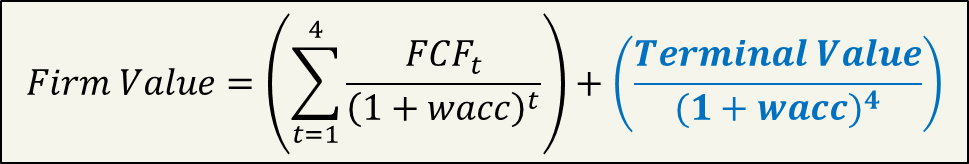 Firm Value = (∑_{t=1}^{4} FCF_t / (1 + wacc)^t) + (Terminal Value / (1 + wacc)^4)